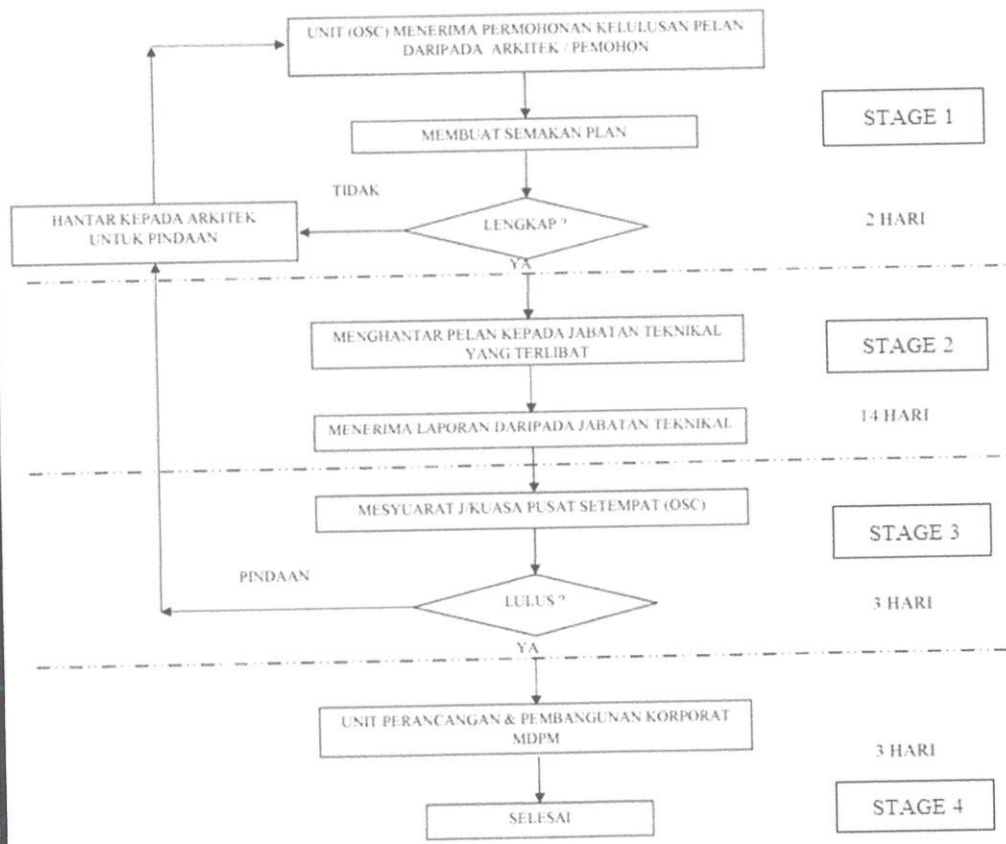 UNIT (OSC) MENERIMA PERMOHONAN KELULUSAN PELAN
DARIPADA ARKITEK / PEMOHON
STAGE 1
MEMBUAT SEMAKAN PLAN
TIDAK
HANTAR KEPADA ARKITEK
UNTUK PINDAAN
LENGKAP ?
2 HARI
YA
MENGHANTAR PELAN KEPADA JABATAN TEKNIKAL
YANG TERLIBAT
STAGE 2
14 HARI
MENERIMA LAPORAN DARIPADA JABATAN TEKNIKAL
MESYUARAT J/KUASA PUSAT SETEMPAT (OSC)
STAGE 3
PINDAAN
LULUS ?
3 HARI
YA
UNIT PERANCANGAN & PEMBANGUNAN KORPORAT
MDPM
3 HARI
SELESAI
STAGE 4